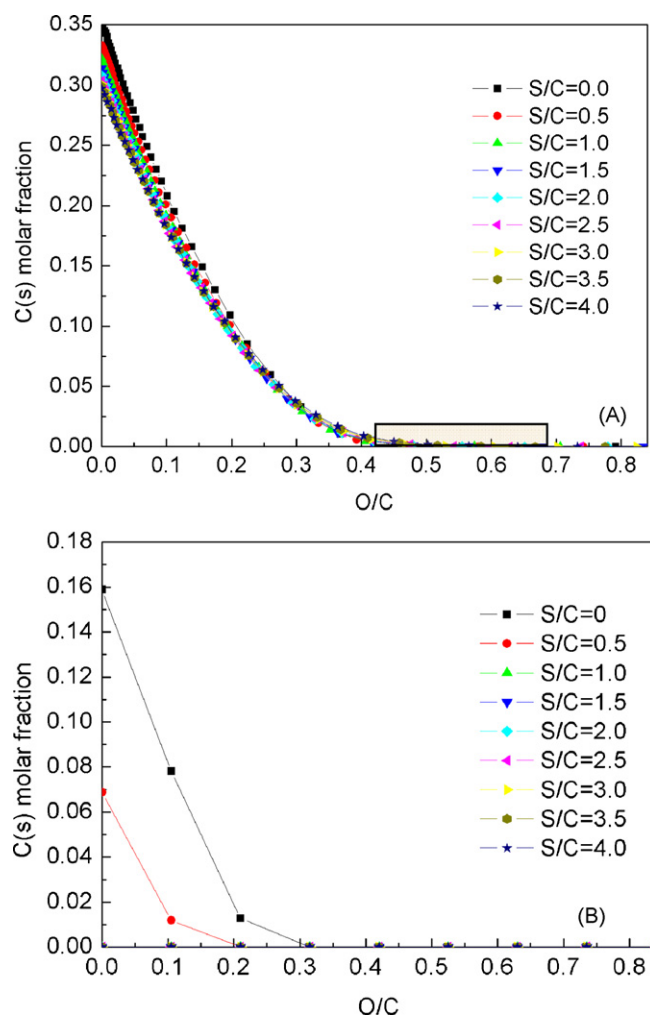 0.35
0.30
0.25
0.20
0.15
0.10
0.05
0.00
C(s) molar fraction
S/C=0.0
S/C=0.5
S/C=1.0
S/C=1.5
S/C=2.0
S/C=2.5
S/C=3.0
S/C=3.5
S/C=4.0
(A)
0.0 0.1 0.2 0.3 0.4 0.5 0.6 0.7 0.8
O/C
0.18
0.16
0.14
0.12
0.10
0.08
0.06
0.04
0.02
0.00
C(s) molar fraction
S/C=0
S/C=0.5
S/C=1.0
S/C=1.5
S/C=2.0
S/C=2.5
S/C=3.0
S/C=3.5
S/C=4.0
(B)
0.0 0.1 0.2 0.3 0.4 0.5 0.6 0.7 0.8
O/C